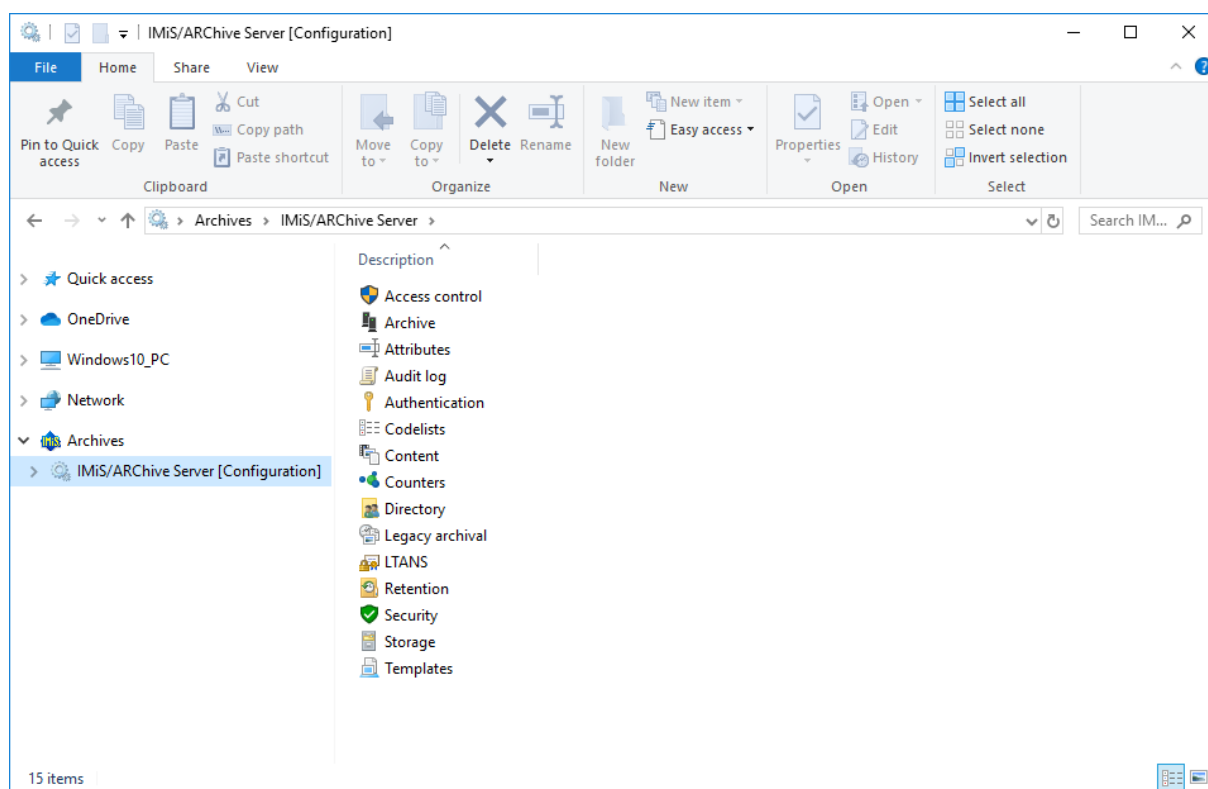 IMiS/ARChive Server [Configuration]
File Home Share View
Pin to Quick access
Copy
Paste
Cut
Copy path
Paste shortcut
Clipboard
Move to
Copy to
Delete
Rename
Organize
New folder
New item
Easy access
New
Properties
Open
Edit
History
Open
Select all
Select none
Invert selection
Select
Archives IMiS/ARChive Server
Search IM...
Quick access
OneDrive
Windows10_PC
Network
Archives
IMiS/ARChive Server [Configuration]
Description
Access control
Archive
Attributes
Audit log
Authentication
Codelists
Content
Counters
Directory
Legacy archival
LTANS
Retention
Security
Storage
Templates
15 items